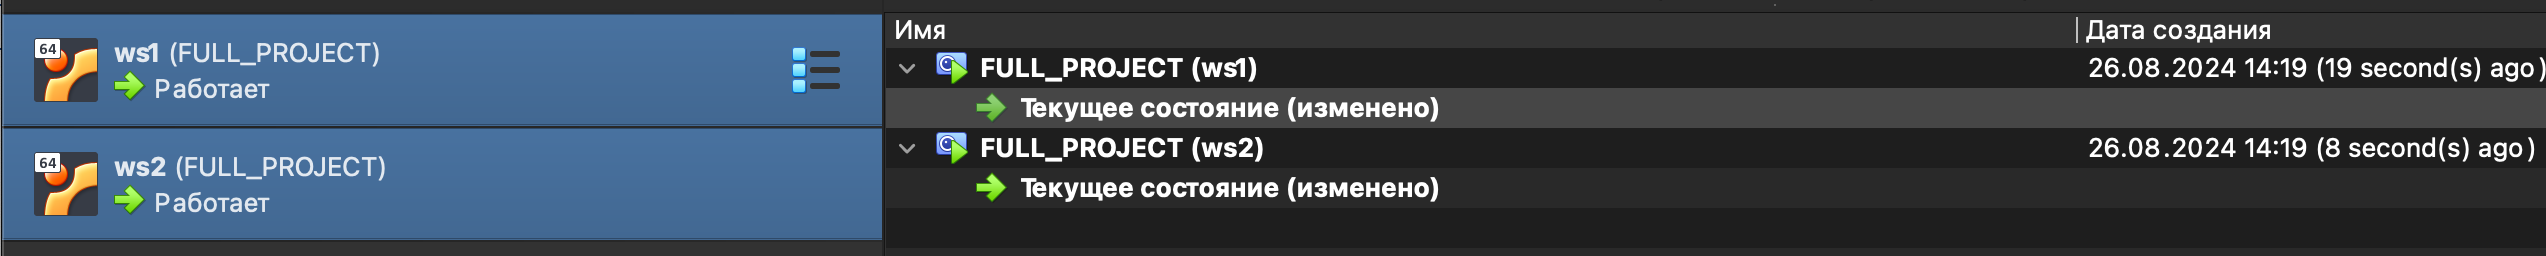 64 ws1 (FULL_PROJECT)
Работает
64 ws2 (FULL_PROJECT)
Работает
Имя Дата создания
FULL_PROJECT (ws1) 26.08.2024 14:19 (19 second(s) ago)
Текущее состояние (изменено)
FULL_PROJECT (ws2) 26.08.2024 14:19 (8 second(s) ago)
Текущее состояние (изменено)